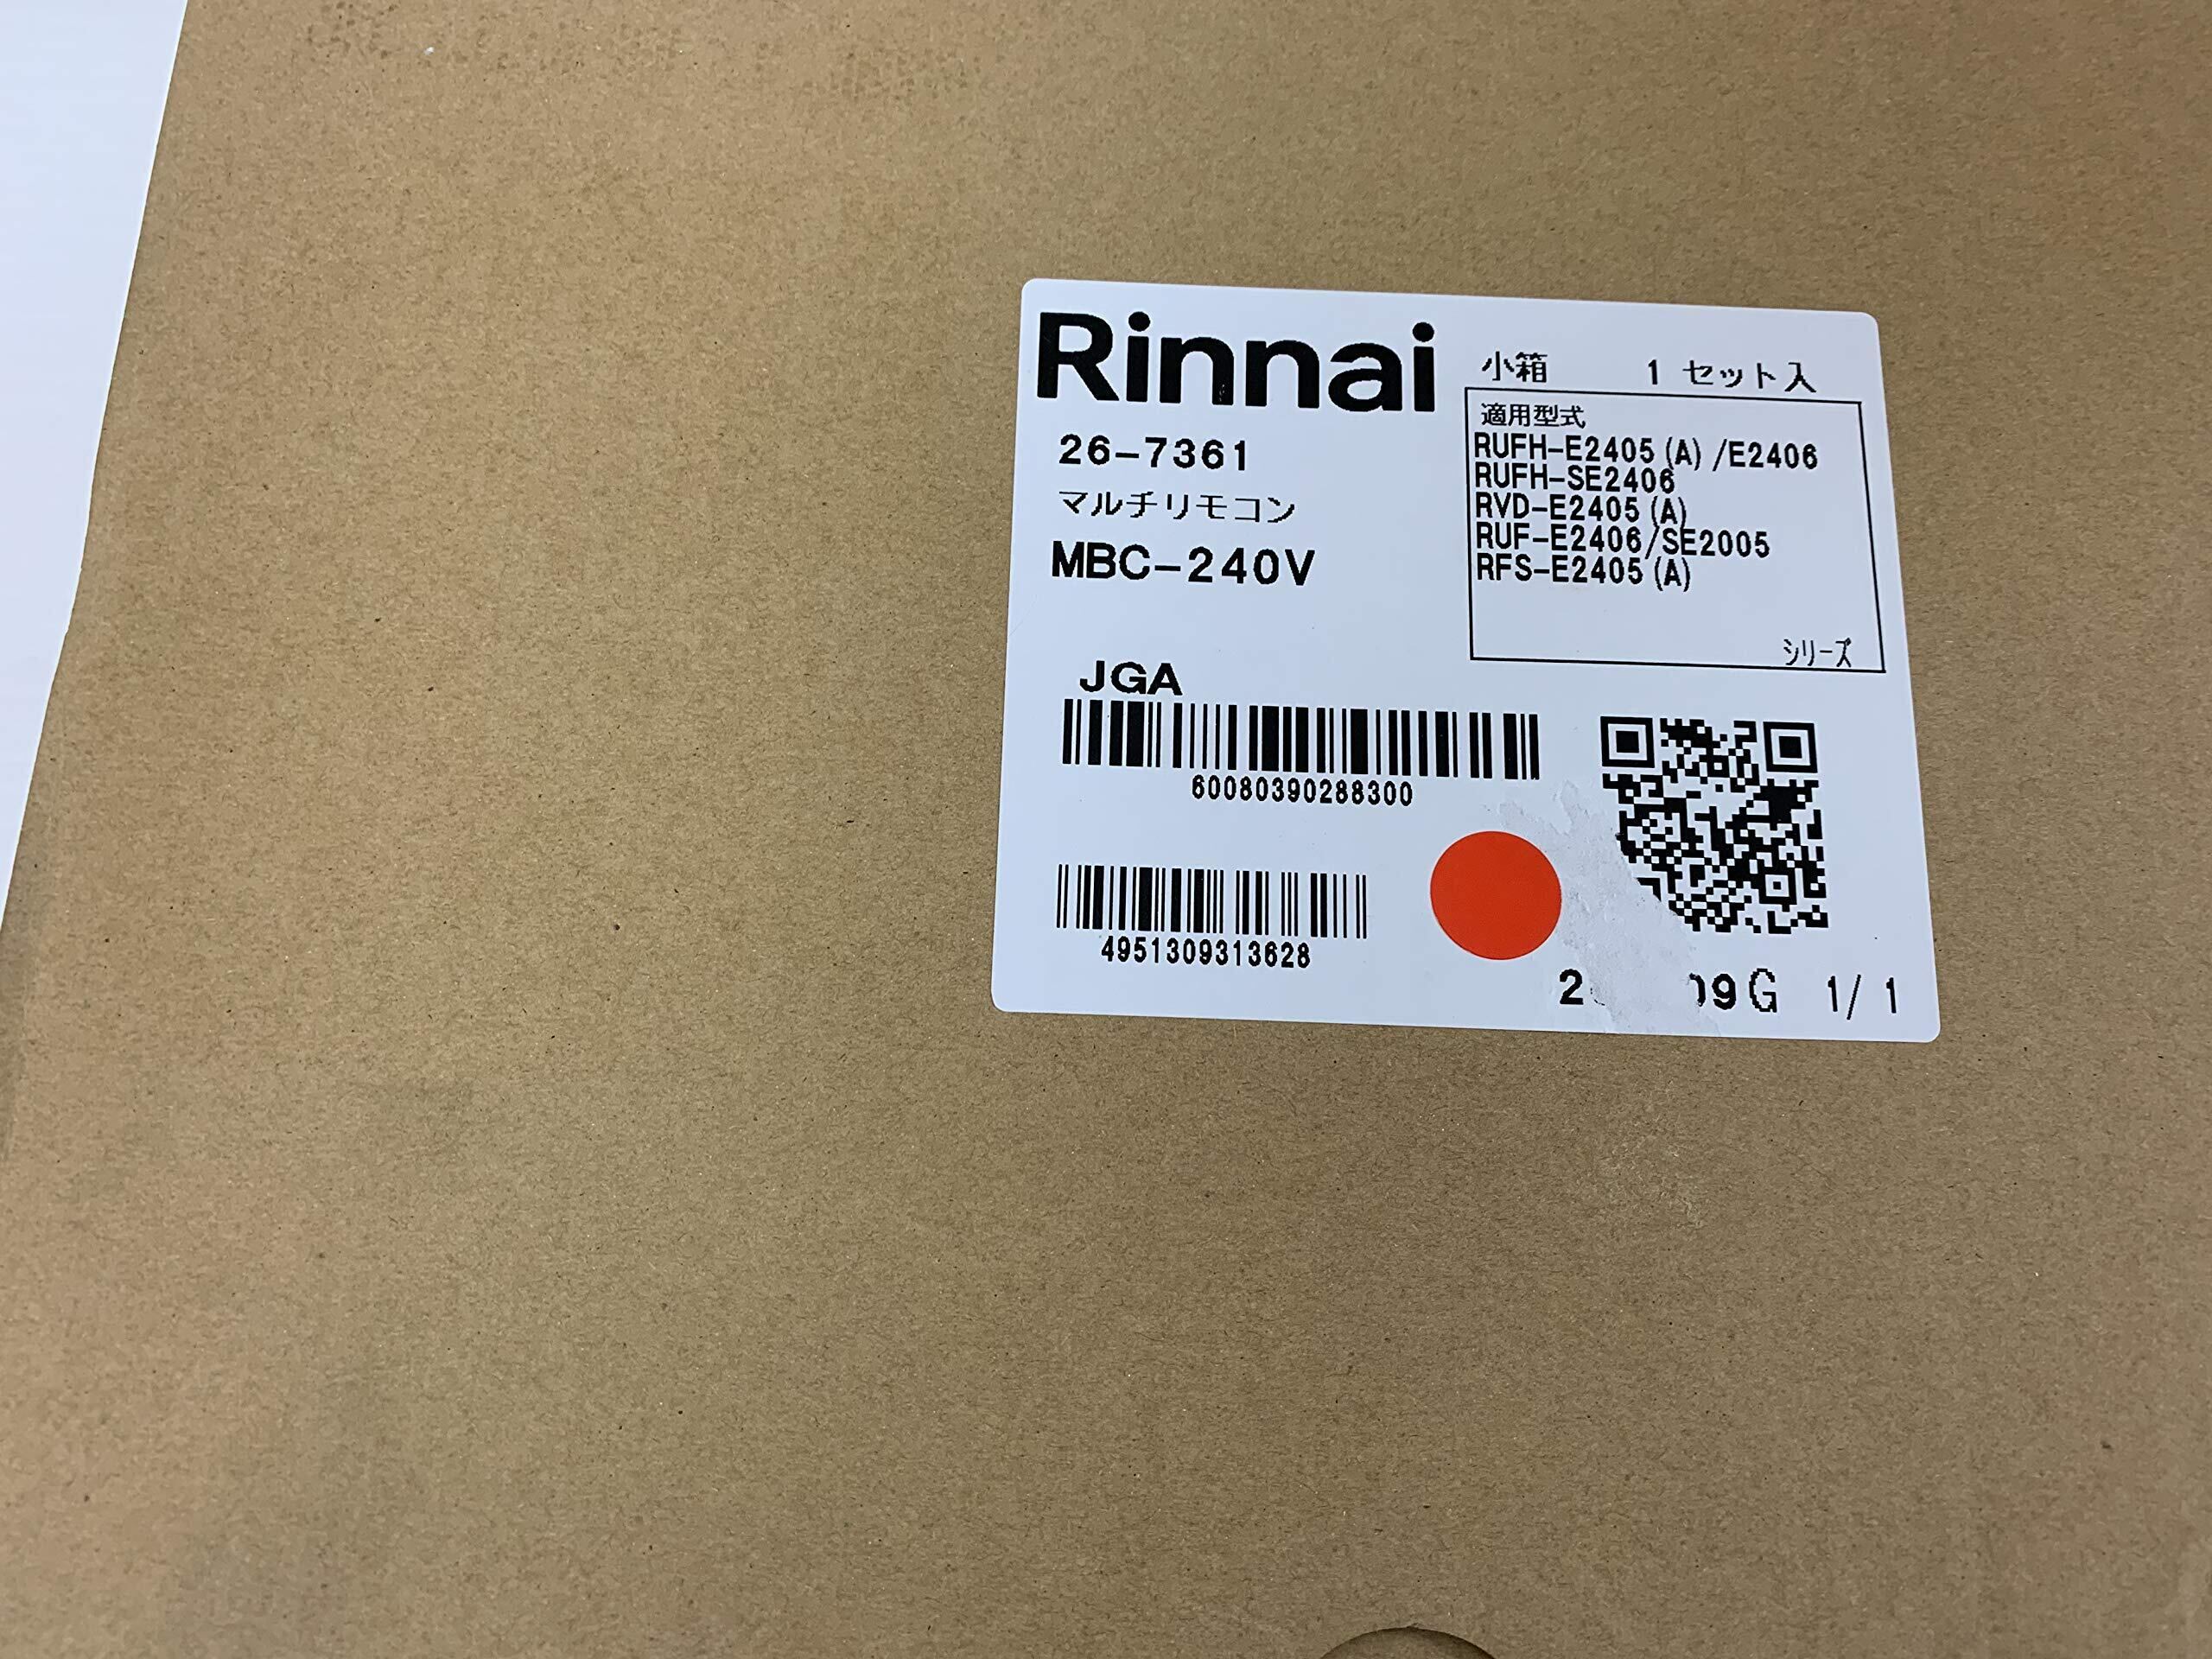 Rinnai
小箱 1 セット入
26-7361
マルチリモコン
MBC-240V
適用型式
RUFH-E2405 (A) /E2406
RUFH-SE2406
RVD-E2405 (A)
RUF-E2406/SE2005
RFS-E2405 (A)
シリーズ
JGA
60080390288300
4951309313628
1/ 1